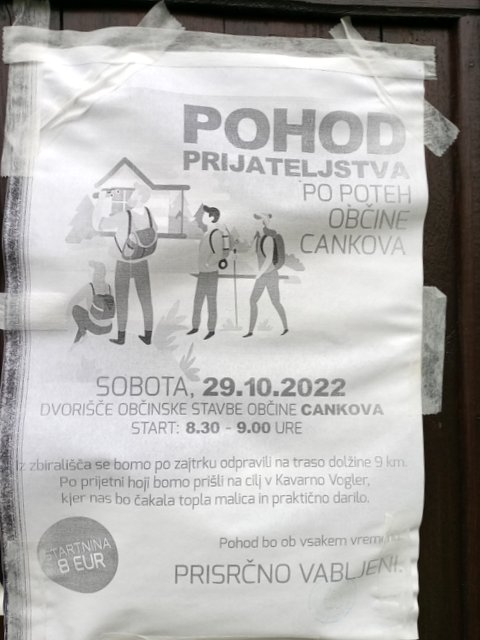 POHOD
PRIJATELJSTVA
PO POTEH
OBČINE
CANKOVA
SOBOTA, 29.10.2022
DVORIŠČE OBČINSKE STAVBE OBČINE CANKOVA
START: 8.30 - 9.00 URE
Iz zbirališča se bomo po zajtrku odpravili na traso dolžine 9 km.
Po prijetni hoji bomo prišli na cilj v Kavarno Vogler,
kjer nas bo čakala topla malica in praktično darilo.
STARTNINA
8 EUR
Pohod bo ob vsakem vremenu.
PRISRČNO VABLJENI.